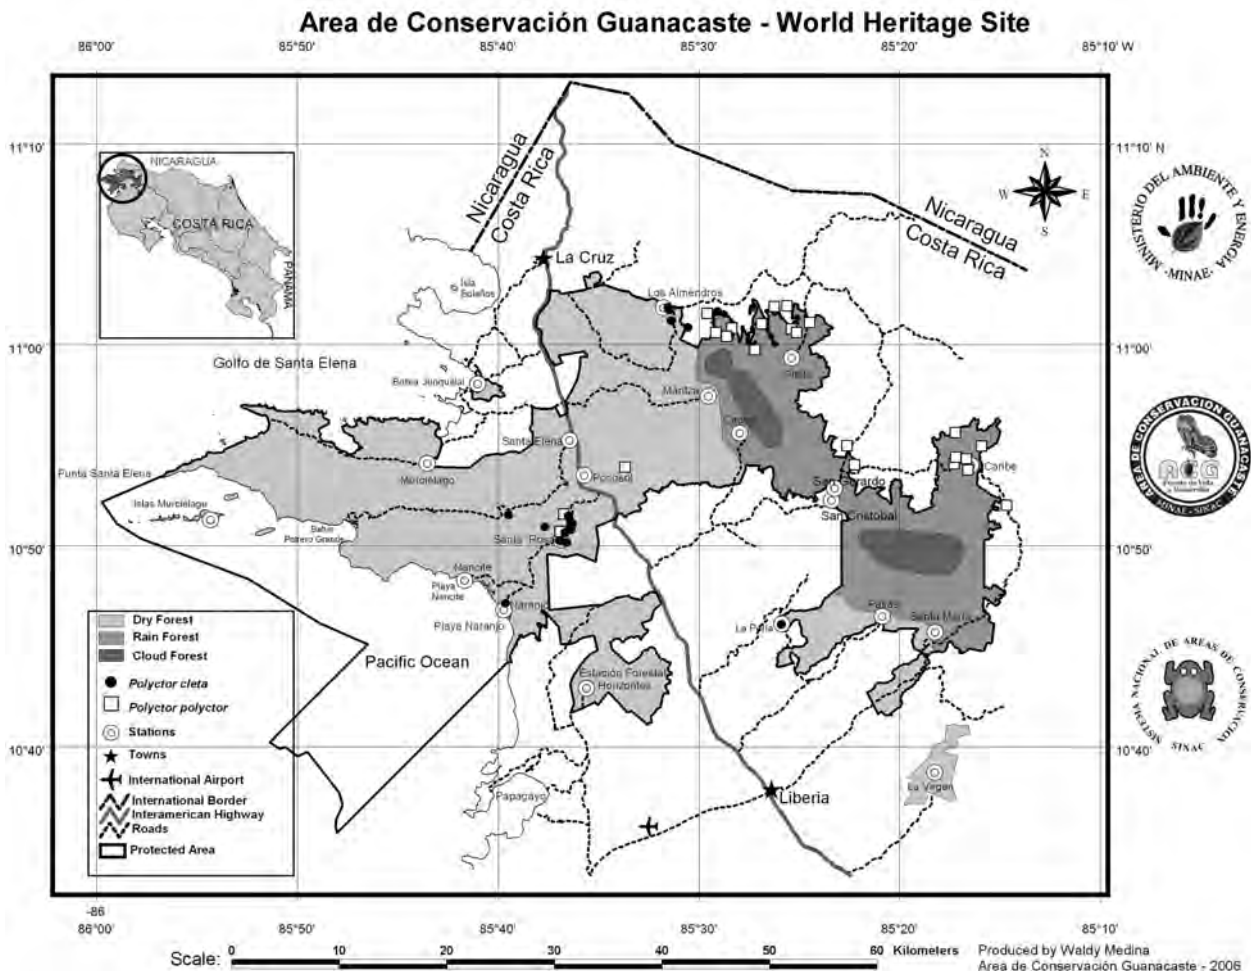 Area de Conservación Guanacaste - World Heritage Site
86°00' 85°50' 85°40' 85°30' 85°20' 85°10' W
11°10' 11°10' N
NICARAGUA
COSTA RICA
PANAMA
Nicaragua
Costa Rica
Nicaragua
Costa Rica
N
W E
S
MINISTERIO DEL AMBIENTE Y ENERGIA
-MINAE-
La Cruz
Isla
Bolaños
Los Almendros
11°00' 11°00'
Golfo de Santa Elena
Pitilla
Maritza
Cacao
AREA DE CONSERVACION GUANACASTE
ACG
Santa Elena
Punta Santa Elena
Murciélago
Pocosol
Caribe
San Gerardo
San Cristobal
Islas Murciélago
Bahia
Potrero Grande
Santa Rosa
10°50' 10°50'
Nancite
Playa
Nancite
Naranjo
Playa Naranjo
Santa Maria
La Perla
Pacific Ocean
Estación Forestal
Horizontes
SISTEMA NACIONAL DE AREAS DE CONSERVACION
SINAC
10°40' 10°40'
La Virgen
Papagayo
Liberia
Dry Forest
Rain Forest
Cloud Forest
Polyctor cleta
Polyctor polyctor
Stations
Towns
International Airport
International Border
Interamerican Highway
Roads
Protected Area
-86
86°00' 85°50' 85°40' 85°30' 85°20' 85°10'
Scale: 0 10 20 30 40 50 60 Kilometers
Produced by Waldy Medina
Area de Conservación Guanacaste - 2006